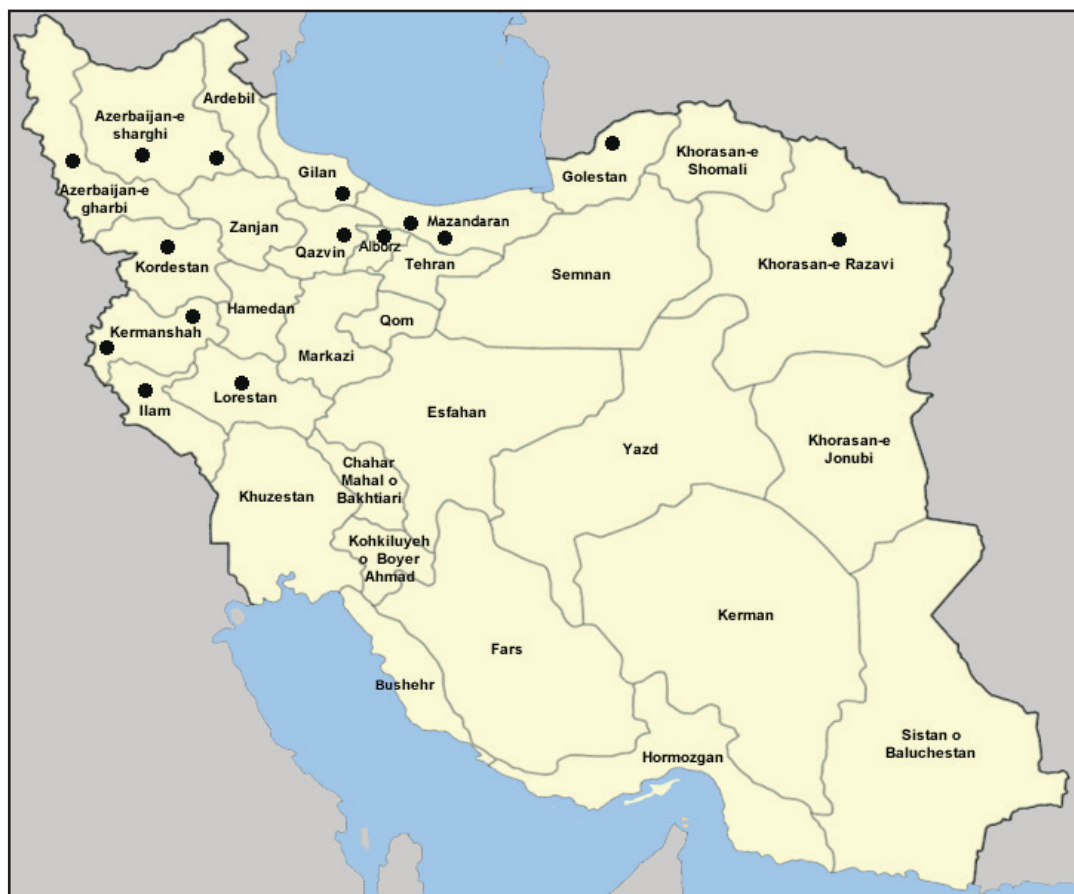 Ardebil
Azerbaijan-e
sharghi
Khorasan-e
Shomali
Gilan
Golestan
Azerbaijan-e
gharbi
Mazandaran
Zanjan
Alborz
Qazvin
Tehran
Khorasan-e Razavi
Kordestan
Semnan
Hamedan
Qom
Kermanshah
Markazi
Lorestan
Ilam
Esfahan
Khorasan-e
Jonubi
Yazd
Chahar
Mahal o
Bakhtiari
Khuzestan
Kohkiluyeh
o Boyer
Ahmad
Kerman
Fars
Bushehr
Sistan o
Baluchestan
Hormozgan